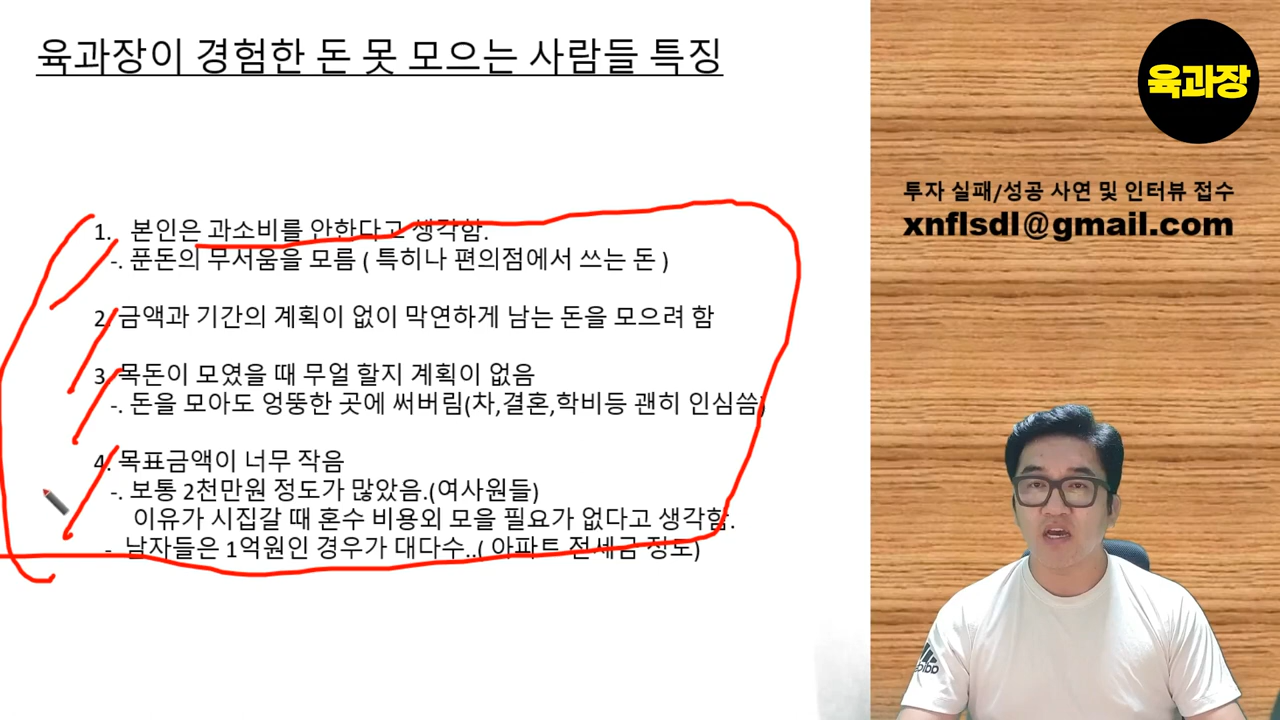 육과장이 경험한 돈 못 모으는 사람들 특징
육과장
투자 실패/성공 사연 및 인터뷰 접수
xnflsdl@gmail.com
1. 본인은 과소비를 안한다고 생각함.
-. 푼돈의 무서움을 모름 ( 특히나 편의점에서 쓰는 돈 )
2. 금액과 기간의 계획이 없이 막연하게 남는 돈을 모으려 함
3. 목돈이 모였을 때 무얼 할지 계획이 없음
-. 돈을 모아도 엉뚱한 곳에 써버림(차,결혼,학비등 괜히 인심씀)
4. 목표금액이 너무 작음
-. 보통 2천만원 정도가 많았음.(여사원들)
이유가 시집갈 때 혼수 비용외 모을 필요가 없다고 생각함.
- 남자들은 1억원인 경우가 대다수..( 아파트 전세금 정도)